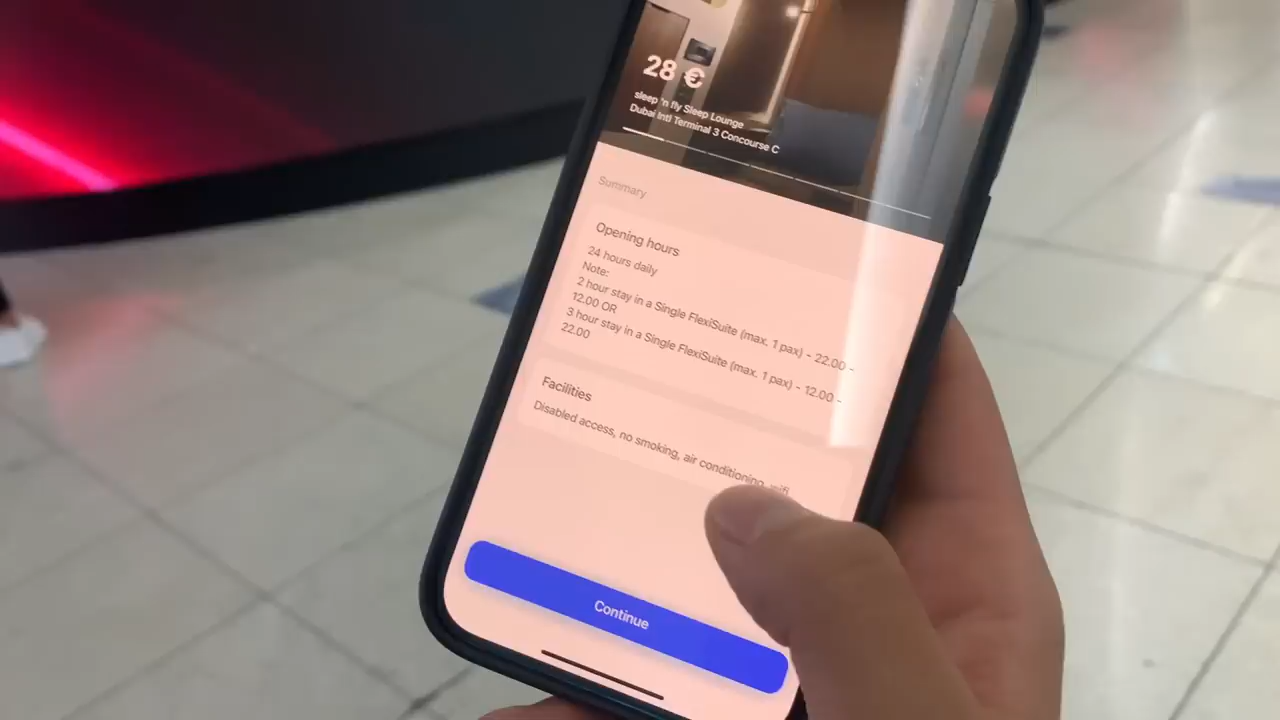 28 €
sleep 'n fly Sleep Lounge
Dubai Intl Terminal 3 Concourse C
Summary
Opening hours
24 hours daily
Note:
2 hour stay in a Single FlexiSuite (max. 1 pax) - 22.00 -
12.00 OR
3 hour stay in a Single FlexiSuite (max. 1 pax) - 12.00 -
22.00
Facilities
Disabled access, no smoking, air conditioning, wifi
Continue